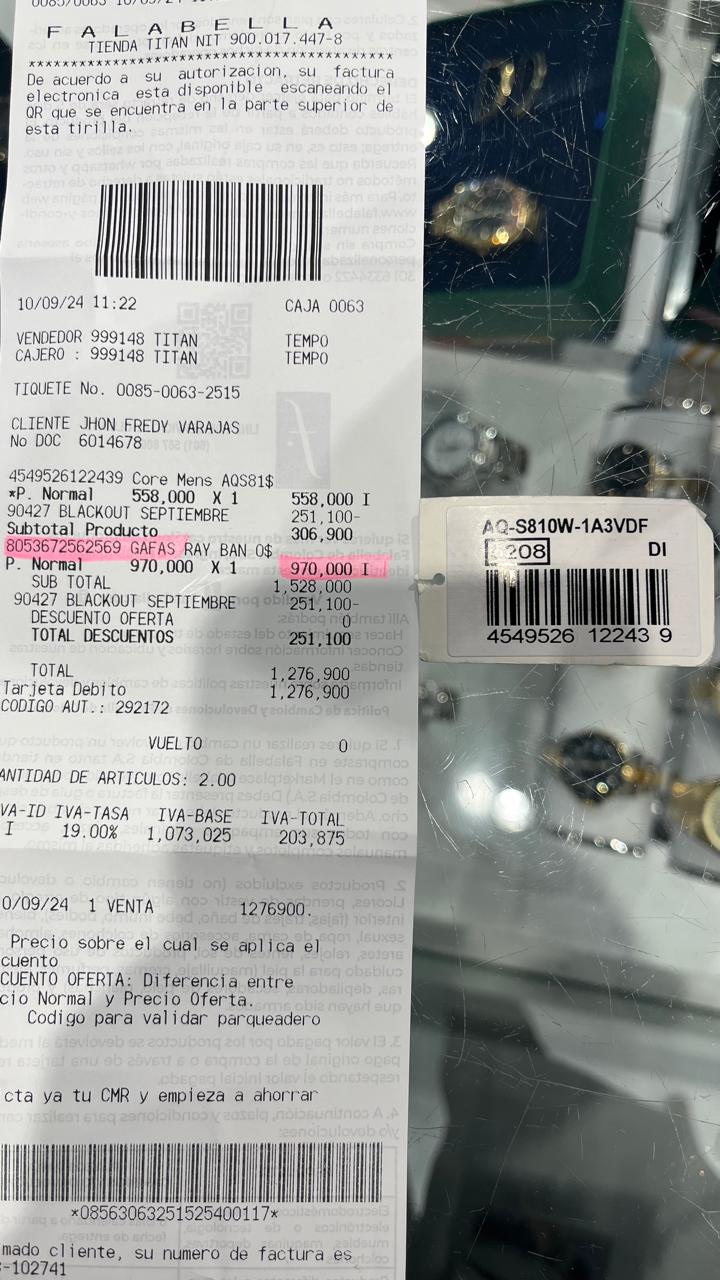 F A L A B E L L A
TIENDA TITAN NIT 900.017.447-8
****************************************
De acuerdo a su autorizacion, su factura
electronica esta disponible escaneando el
QR que se encuentra en la parte superior de
esta tirilla.
10/09/24 11:22 CAJA 0063
VENDEDOR 999148 TITAN TEMPO
CAJERO : 999148 TITAN TEMPO
TIQUETE No. 0085-0063-2515
CLIENTE JHON FREDY VARAJAS
No DOC 6014678
4549526122439 Core Mens AQS81$
*P. Normal 558,000 X 1 558,000 I
90427 BLACKOUT SEPTIEMBRE 251,100-
Subtotal Producto 306,900
8053672562569 GAFAS RAY BAN 0$
P. Normal 970,000 X 1 970,000 I
SUB TOTAL 1,528,000
90427 BLACKOUT SEPTIEMBRE 251,100-
DESCUENTO OFERTA 0
TOTAL DESCUENTOS 251,100
TOTAL 1,276,900
Tarjeta Debito 1,276,900
CODIGO AUT.: 292172
VUELTO 0
ANTIDAD DE ARTICULOS: 2.00
VA-ID IVA-TASA IVA-BASE IVA-TOTAL
I 19.00% 1,073,025 203,875
0/09/24 1 VENTA 1276900.
Precio sobre el cual se aplica el
cuento
CUENTO OFERTA: Diferencia entre
cio Normal y Precio Oferta.
Codigo para validar parqueadero
cta ya tu CMR y empieza a ahorrar
*08563063251525400117*
mado cliente, su numero de factura es
-102741
AQ-S810W-1A3VDF
5208 DI
4549526 12243 9